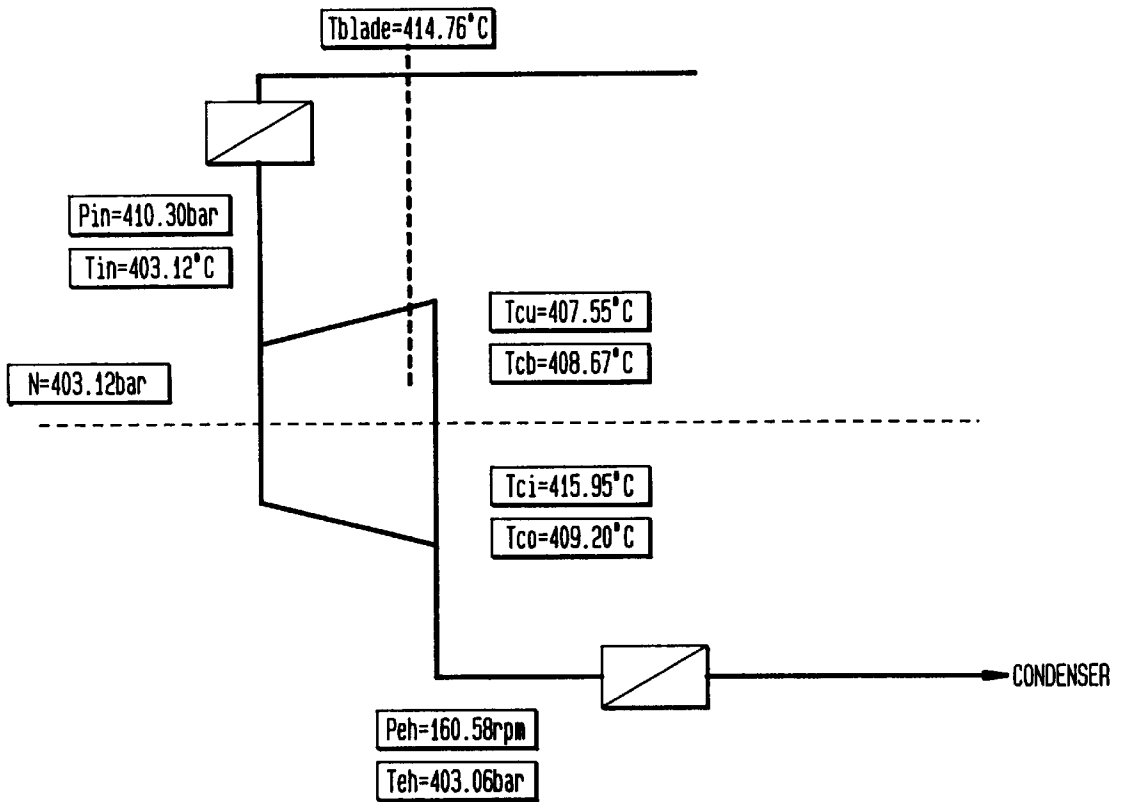 Tblade=414.76°C
Pin=410.30bar
Tin=403.12°C
Tcu=407.55°C
Tcb=408.67°C
N=403.12bar
Tci=415.95°C
Tco=409.20°C
CONDENSER
Peh=160.58rpm
Teh=403.06bar